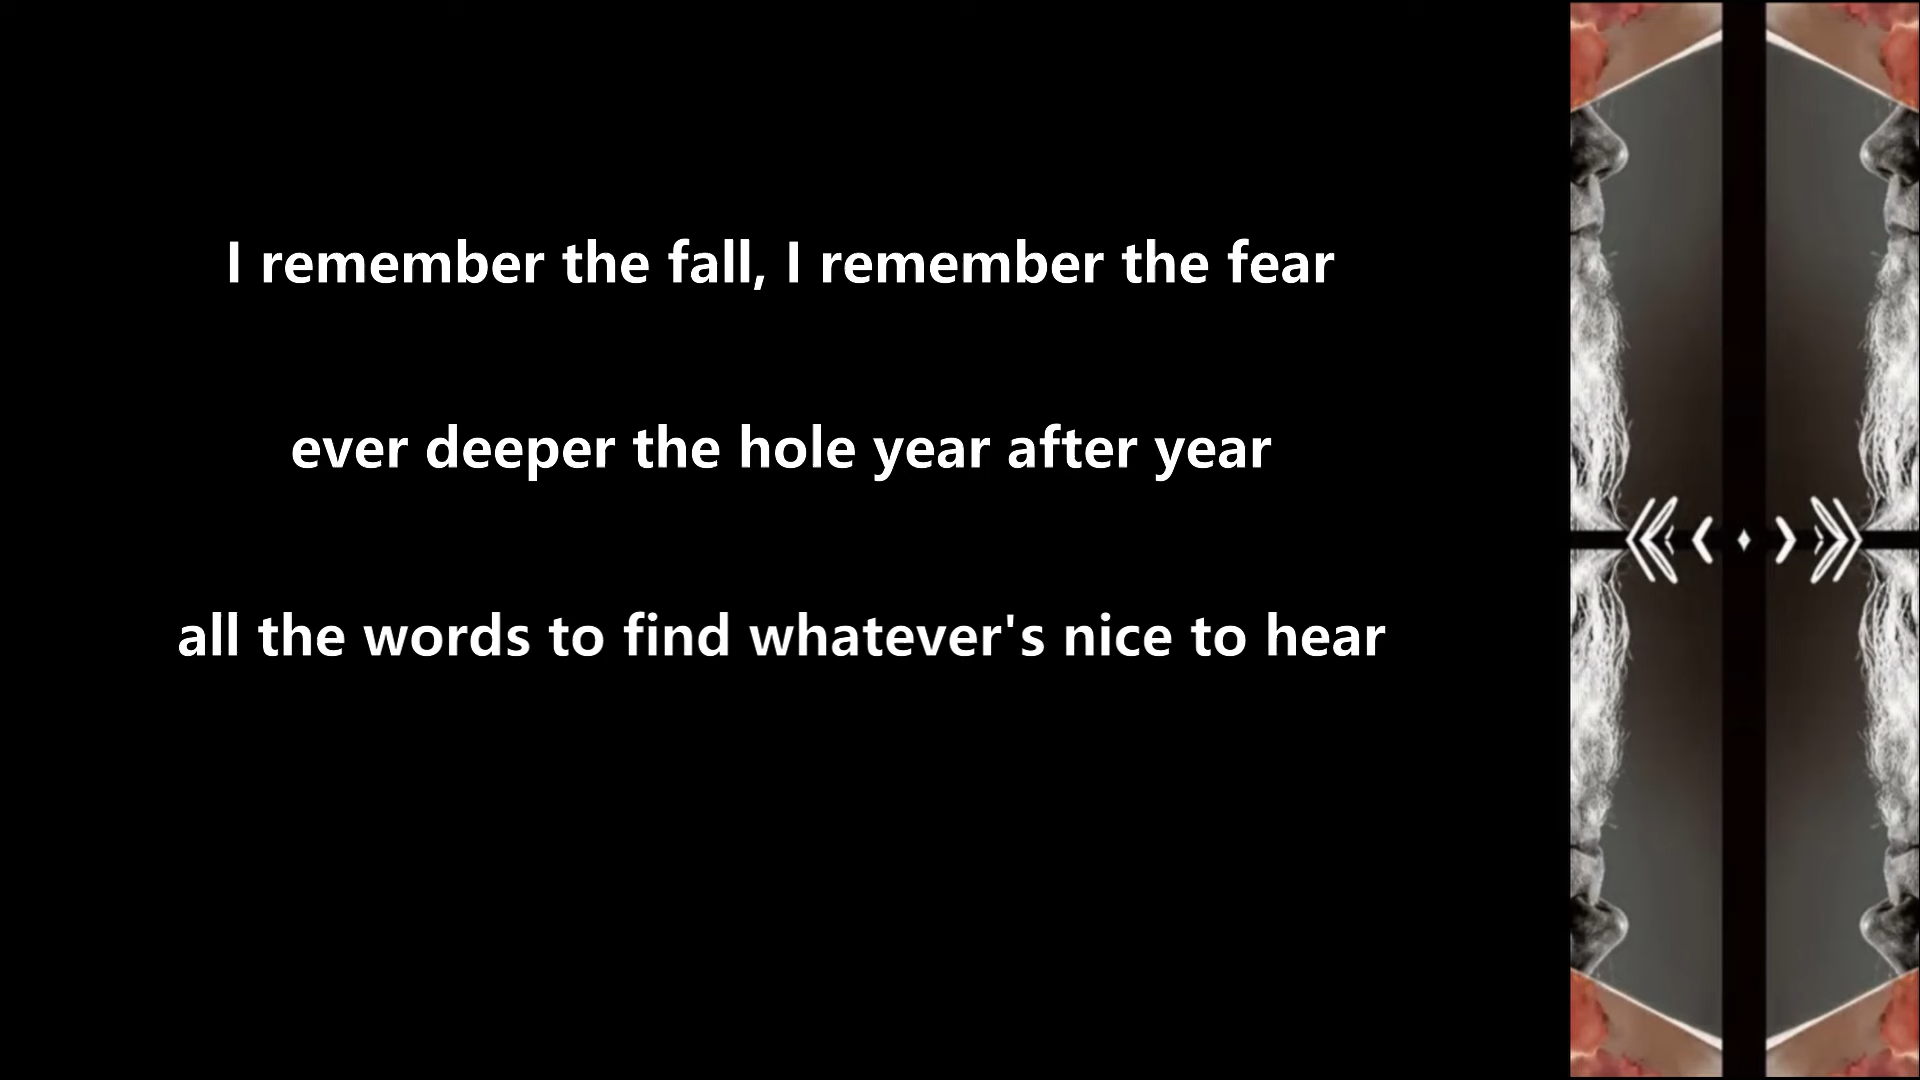 I remember the fall, I remember the fear
ever deeper the hole year after year
all the words to find whatever's nice to hear